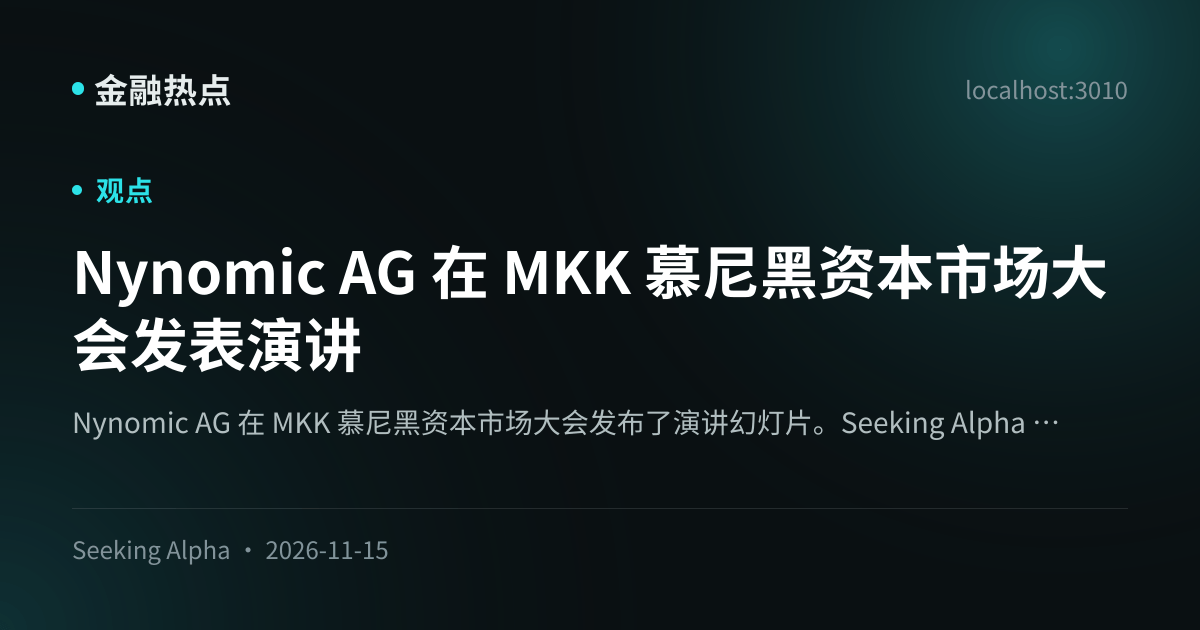 金融热点
localhost:3010
观点
Nynomic AG 在 MKK 慕尼黑资本市场大
会发表演讲
Nynomic AG 在 MKK 慕尼黑资本市场大会发布了演讲幻灯片。Seeking Alpha …
Seeking Alpha · 2026-11-15